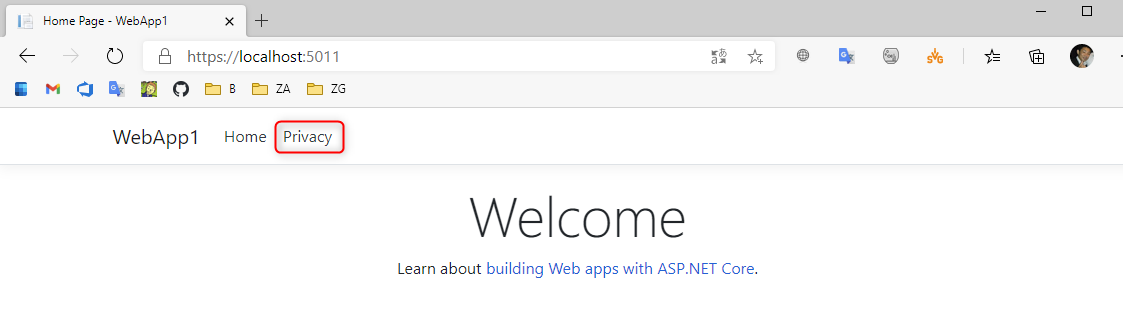 Home Page - WebApp1
https://localhost:5011
B ZA ZG
WebApp1 Home Privacy
Welcome
Learn about building Web apps with ASP.NET Core.